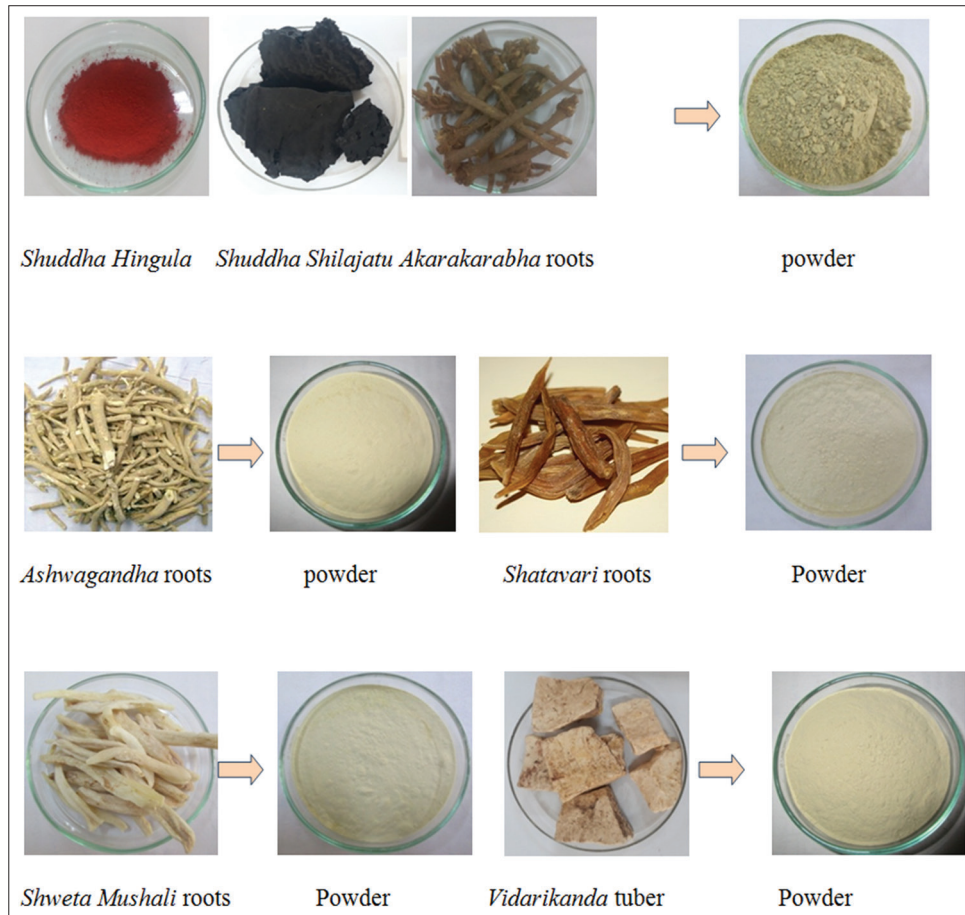 Shuddha Hingula Shuddha Shilajatu Akarakarabha roots powder
Ashwagandha roots powder Shatavari roots Powder
Shweta Mushali roots Powder Vidarikanda tuber Powder